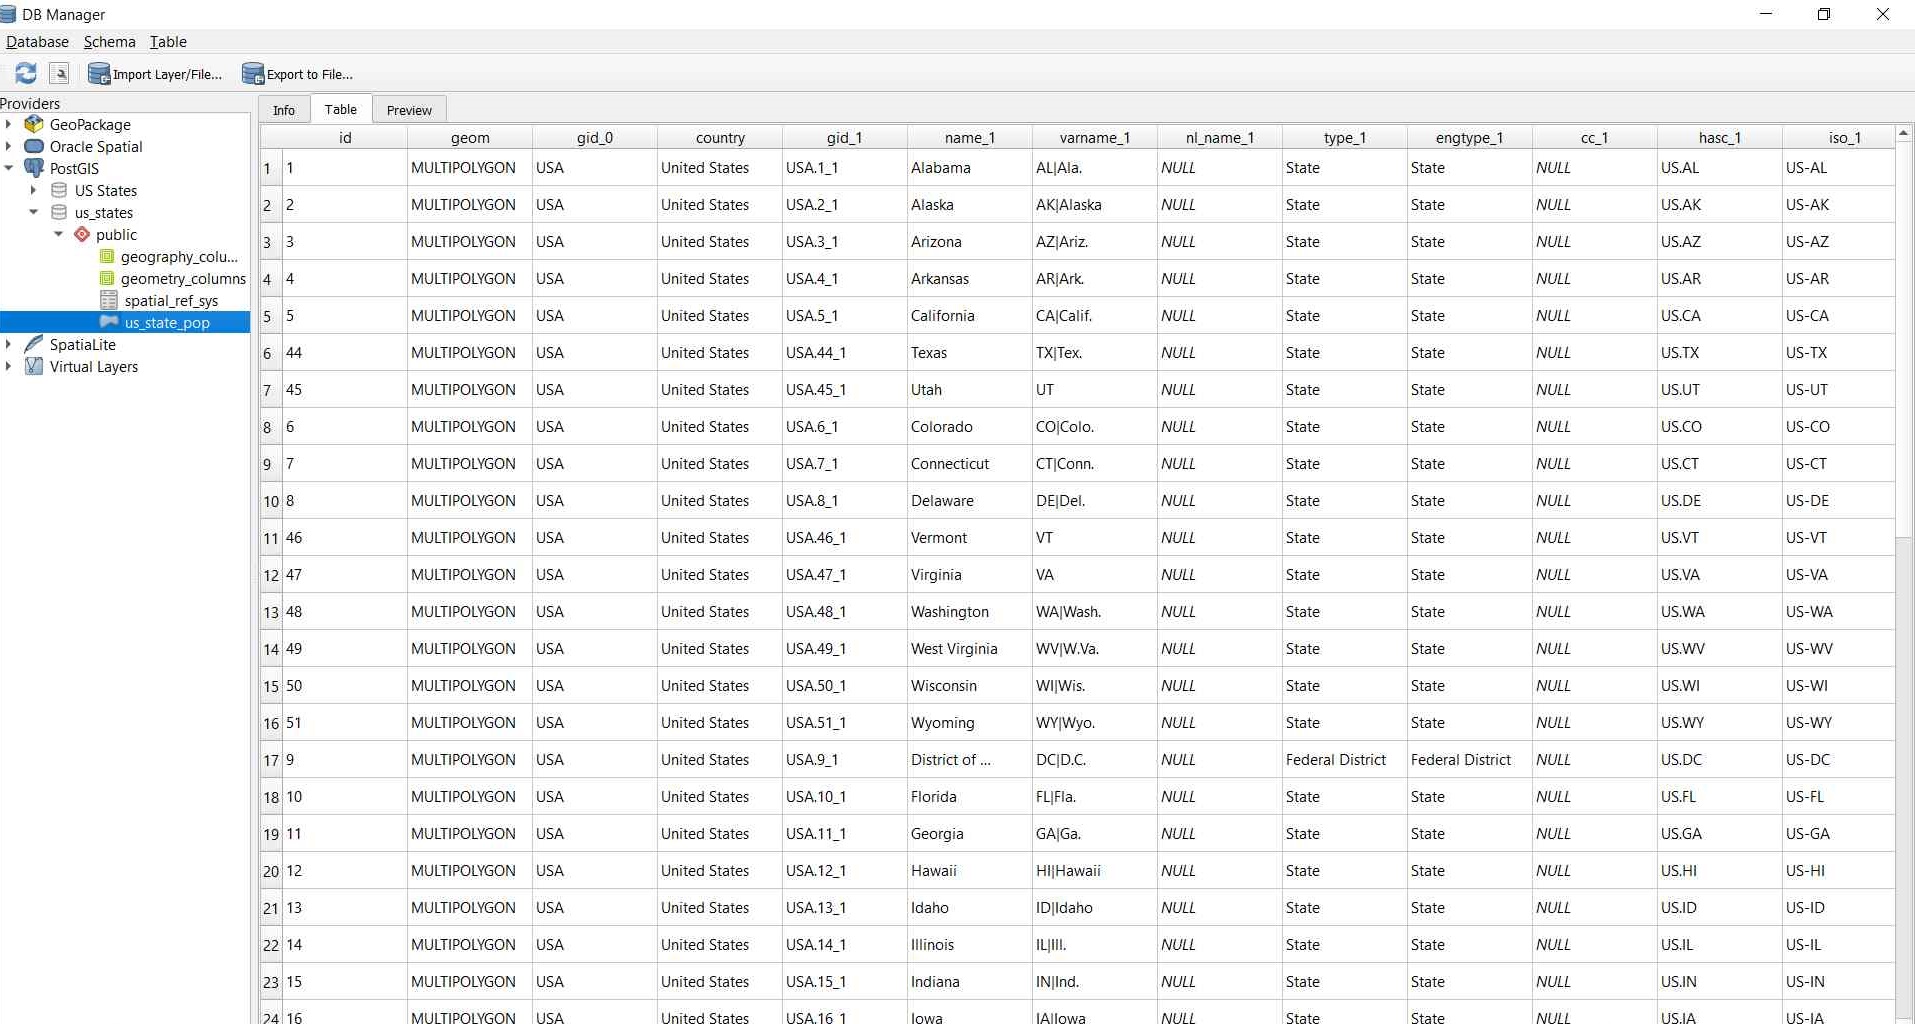 DB Manager
Database Schema Table
Import Layer/File... Export to File...
Providers
GeoPackage
Oracle Spatial
PostGIS
US States
us_states
public
geography_colu...
geometry_columns
spatial_ref_sys
us_state_pop
SpatiaLite
Virtual Layers
Info Table Preview
id geom gid_0 country gid_1 name_1 varname_1 nl_name_1 type_1 engtype_1 cc_1 hasc_1 iso_1
1 1 MULTIPOLYGON USA United States USA.1_1 Alabama AL|Ala. NULL State State NULL US.AL US-AL
2 2 MULTIPOLYGON USA United States USA.2_1 Alaska AK|Alaska NULL State State NULL US.AK US-AK
3 3 MULTIPOLYGON USA United States USA.3_1 Arizona AZ|Ariz. NULL State State NULL US.AZ US-AZ
4 4 MULTIPOLYGON USA United States USA.4_1 Arkansas AR|Ark. NULL State State NULL US.AR US-AR
5 5 MULTIPOLYGON USA United States USA.5_1 California CA|Calif. NULL State State NULL US.CA US-CA
6 44 MULTIPOLYGON USA United States USA.44_1 Texas TX|Tex. NULL State State NULL US.TX US-TX
7 45 MULTIPOLYGON USA United States USA.45_1 Utah UT NULL State State NULL US.UT US-UT
8 6 MULTIPOLYGON USA United States USA.6_1 Colorado CO|Colo. NULL State State NULL US.CO US-CO
9 7 MULTIPOLYGON USA United States USA.7_1 Connecticut CT|Conn. NULL State State NULL US.CT US-CT
10 8 MULTIPOLYGON USA United States USA.8_1 Delaware DE|Del. NULL State State NULL US.DE US-DE
11 46 MULTIPOLYGON USA United States USA.46_1 Vermont VT NULL State State NULL US.VT US-VT
12 47 MULTIPOLYGON USA United States USA.47_1 Virginia VA NULL State State NULL US.VA US-VA
13 48 MULTIPOLYGON USA United States USA.48_1 Washington WA|Wash. NULL State State NULL US.WA US-WA
14 49 MULTIPOLYGON USA United States USA.49_1 West Virginia WV|W.Va. NULL State State NULL US.WV US-WV
15 50 MULTIPOLYGON USA United States USA.50_1 Wisconsin WI|Wis. NULL State State NULL US.WI US-WI
16 51 MULTIPOLYGON USA United States USA.51_1 Wyoming WY|Wyo. NULL State State NULL US.WY US-WY
17 9 MULTIPOLYGON USA United States USA.9_1 District of ... DC|D.C. NULL Federal District Federal District NULL US.DC US-DC
18 10 MULTIPOLYGON USA United States USA.10_1 Florida FL|Fla. NULL State State NULL US.FL US-FL
19 11 MULTIPOLYGON USA United States USA.11_1 Georgia GA|Ga. NULL State State NULL US.GA US-GA
20 12 MULTIPOLYGON USA United States USA.12_1 Hawaii HI|Hawaii NULL State State NULL US.HI US-HI
21 13 MULTIPOLYGON USA United States USA.13_1 Idaho ID|Idaho NULL State State NULL US.ID US-ID
22 14 MULTIPOLYGON USA United States USA.14_1 Illinois IL|Ill. NULL State State NULL US.IL US-IL
23 15 MULTIPOLYGON USA United States USA.15_1 Indiana IN|Ind. NULL State State NULL US.IN US-IN
24 16 MULTIPOLYGON USA United States USA.16_1 Iowa IA|Iowa NULL State State NULL US.IA US-IA